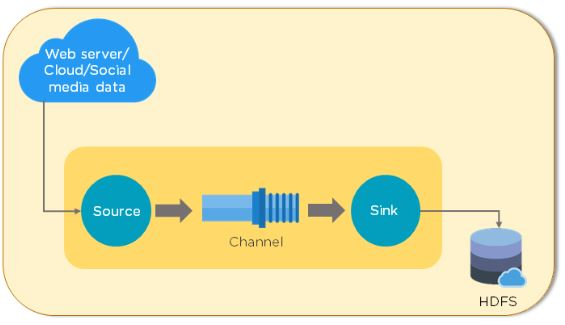 Web server/
Cloud/Social
media data
Source
Channel
Sink
HDFS